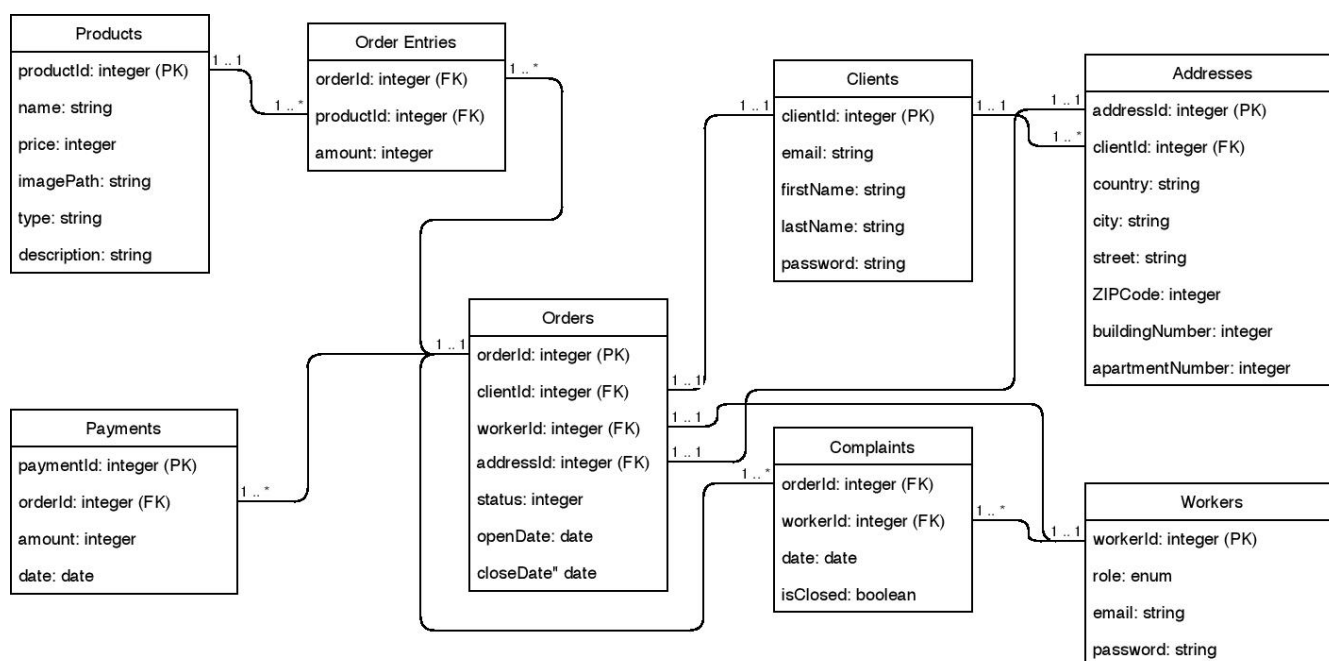 Products
productId: integer (PK)
name: string
price: integer
imagePath: string
type: string
description: string
1 .. 1
1 .. *
Order Entries
orderId: integer (FK)
productId: integer (FK)
amount: integer
1 .. *
Clients
clientId: integer (PK)
email: string
firstName: string
lastName: string
password: string
1 .. 1
1 .. 1
Addresses
addressId: integer (PK)
clientId: integer (FK)
country: string
city: string
street: string
ZIPCode: integer
buildingNumber: integer
apartmentNumber: integer
1 .. 1
1 .. *
Orders
orderId: integer (PK)
clientId: integer (FK)
workerId: integer (FK)
addressId: integer (FK)
status: integer
openDate: date
closeDate" date
1 .. 1
1 .. 1
1 .. 1
1 .. 1
Payments
paymentId: integer (PK)
orderId: integer (FK)
amount: integer
date: date
1 .. *
Complaints
orderId: integer (FK)
workerId: integer (FK)
date: date
isClosed: boolean
1 .. *
1 .. *
Workers
workerId: integer (PK)
role: enum
email: string
password: string
1 .. 1